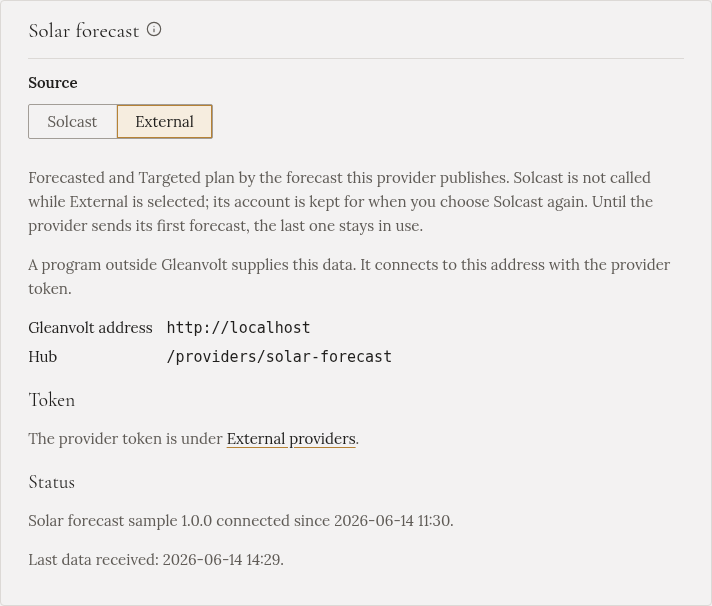 Solar forecast
Source
Solcast External
Forecasted and Targeted plan by the forecast this provider publishes. Solcast is not called
while External is selected; its account is kept for when you choose Solcast again. Until the
provider sends its first forecast, the last one stays in use.
A program outside Gleanvolt supplies this data. It connects to this address with the provider
token.
Gleanvolt address http://localhost
Hub /providers/solar-forecast
Token
The provider token is under External providers.
Status
Solar forecast sample 1.0.0 connected since 2026-06-14 11:30.
Last data received: 2026-06-14 14:29.